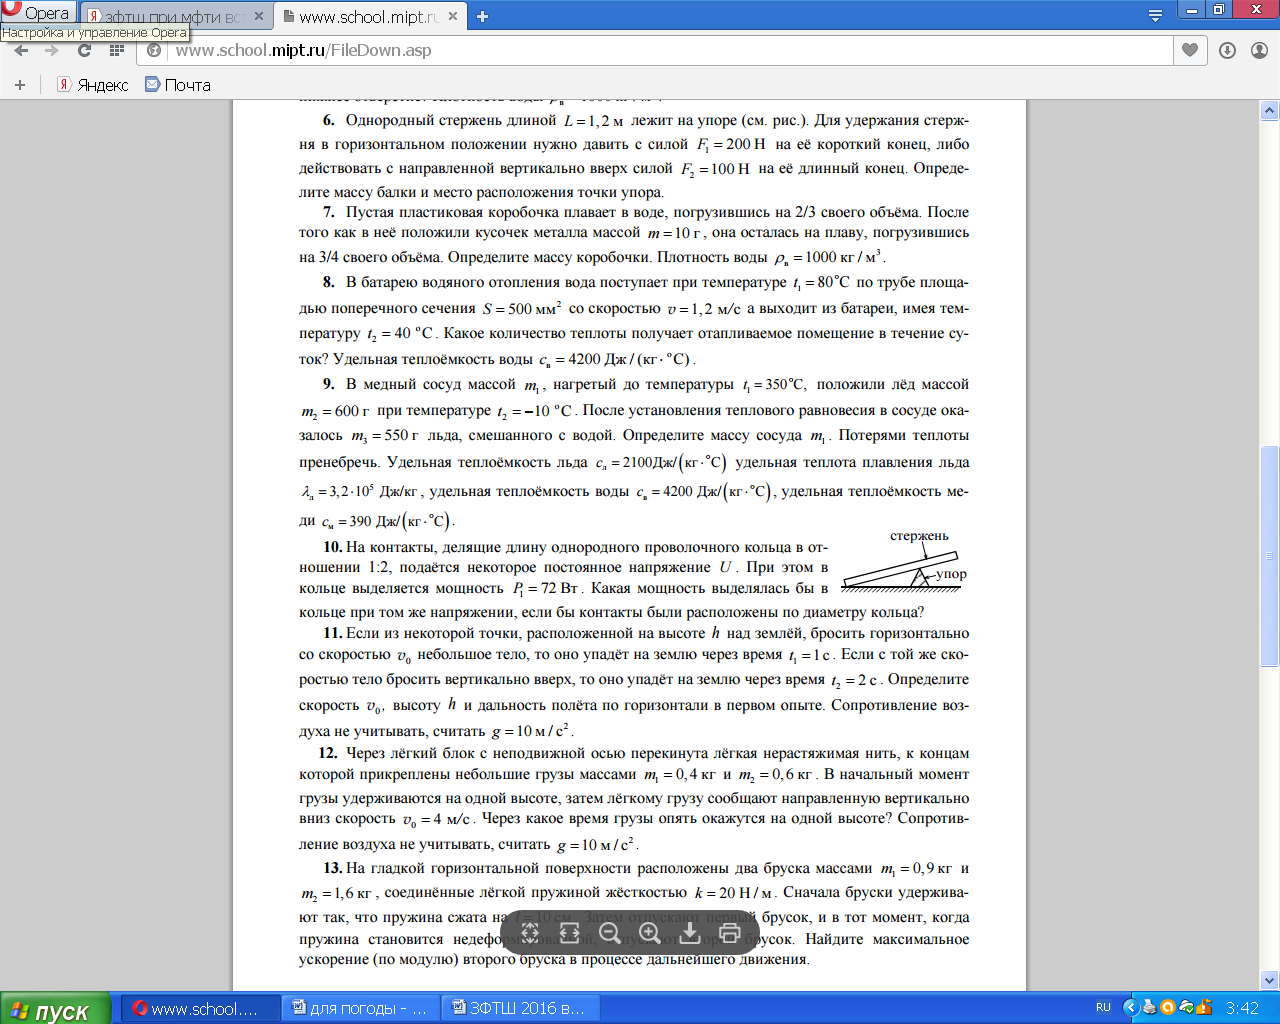 Opera
зфтш при мфти вст
www.school.mipt.ru
Настройка и управление Opera
www.school.mipt.ru/FileDown.asp
Яндекс
Почта
6. Однородный стержень длиной L = 1,2 м лежит на упоре (см. рис.). Для удержания стерж-
ня в горизонтальном положении нужно давить с силой F₁ = 200 Н на её короткий конец, либо
действовать с направленной вертикально вверх силой F₂ = 100 Н на её длинный конец. Опреде-
лите массу балки и место расположения точки упора.
7. Пустая пластиковая коробочка плавает в воде, погрузившись на 2/3 своего объёма. После
того как в неё положили кусочек металла массой m = 10 г, она осталась на плаву, погрузившись
на 3/4 своего объёма. Определите массу коробочки. Плотность воды ρв = 1000 кг / м³.
8. В батарею водяного отопления вода поступает при температуре t₁ = 80°C по трубе площа-
дью поперечного сечения S = 500 мм² со скоростью υ = 1,2 м/с а выходит из батареи, имея тем-
пературу t₂ = 40 °C. Какое количество теплоты получает отапливаемое помещение в течение су-
ток? Удельная теплоёмкость воды cв = 4200 Дж / (кг · °C).
9. В медный сосуд массой m₁, нагретый до температуры t₁ = 350°C, положили лёд массой
m₂ = 600 г при температуре t₂ = −10 °C. После установления теплового равновесия в сосуде ока-
залось m₃ = 550 г льда, смешанного с водой. Определите массу сосуда m₁. Потерями теплоты
пренебречь. Удельная теплоёмкость льда cл = 2100Дж/(кг·°C) удельная теплота плавления льда
λл = 3,2·10⁵ Дж/кг, удельная теплоёмкость воды cв = 4200 Дж/(кг·°C), удельная теплоёмкость ме-
ди cм = 390 Дж/(кг·°C).
стержень
упор
10. На контакты, делящие длину однородного проволочного кольца в от-
ношении 1:2, подаётся некоторое постоянное напряжение U. При этом в
кольце выделяется мощность P₁ = 72 Вт. Какая мощность выделялась бы в
кольце при том же напряжении, если бы контакты были расположены по диаметру кольца?
11. Если из некоторой точки, расположенной на высоте h над землёй, бросить горизонтально
со скоростью υ₀ небольшое тело, то оно упадёт на землю через время t₁ = 1 с. Если с той же ско-
ростью тело бросить вертикально вверх, то оно упадёт на землю через время t₂ = 2 с. Определите
скорость υ₀, высоту h и дальность полёта по горизонтали в первом опыте. Сопротивление воз-
духа не учитывать, считать g = 10 м / с².
12. Через лёгкий блок с неподвижной осью перекинута лёгкая нерастяжимая нить, к концам
которой прикреплены небольшие грузы массами m₁ = 0,4 кг и m₂ = 0,6 кг. В начальный момент
грузы удерживаются на одной высоте, затем лёгкому грузу сообщают направленную вертикально
вниз скорость υ₀ = 4 м/с. Через какое время грузы опять окажутся на одной высоте? Сопротив-
ление воздуха не учитывать, считать g = 10 м / с².
13. На гладкой горизонтальной поверхности расположены два бруска массами m₁ = 0,9 кг и
m₂ = 1,6 кг, соединённые лёгкой пружиной жёсткостью k = 20 Н / м. Сначала бруски удержива-
ют так, что пружина сжата на l = 10 см. Затем отпускают первый брусок, и в тот момент, когда
пружина становится брусок. Найдите максимальное
ускорение (по модулю) второго бруска в процессе дальнейшего движения.
пуск
www.school....
для погоды - ...
ЗФТШ 2016 в...
RU
3:42